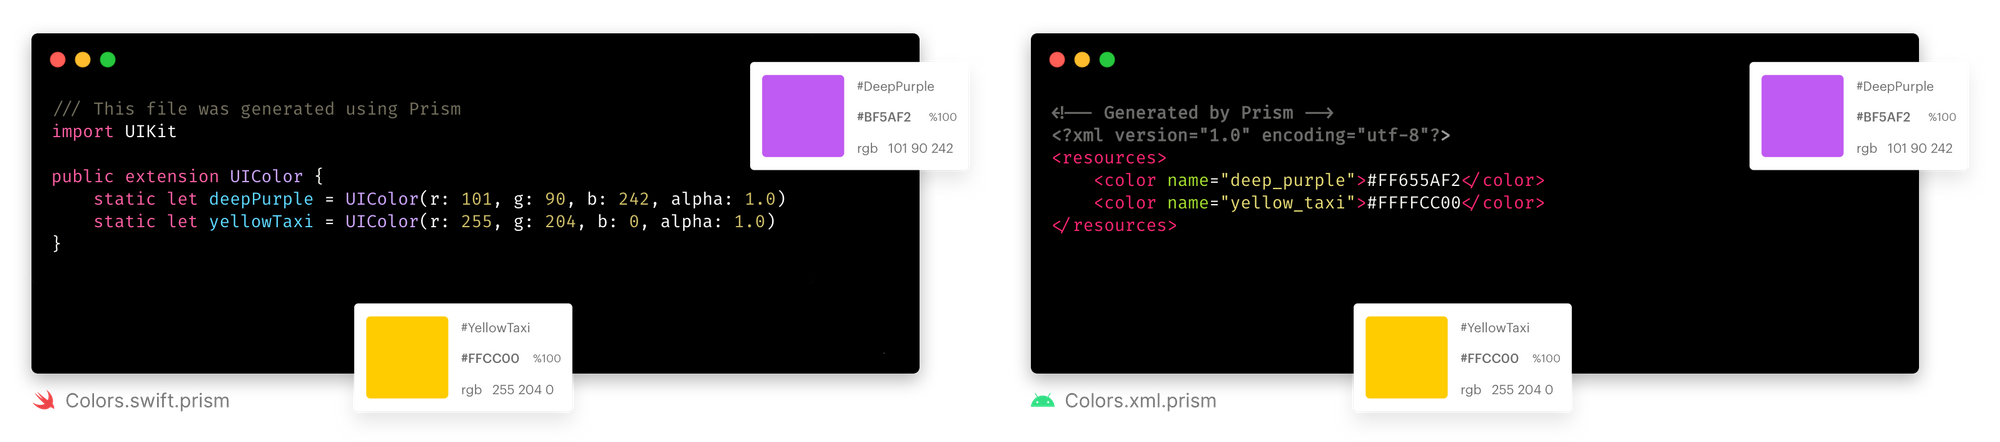 /// This file was generated using Prism
import UIKit
public extension UIColor {
static let deepPurple = UIColor(r: 101, g: 90, b: 242, alpha: 1.0)
static let yellowTaxi = UIColor(r: 255, g: 204, b: 0, alpha: 1.0)
}
#DeepPurple
#BF5AF2 %100
rgb 101 90 242
#YellowTaxi
#FFCC00 %100
rgb 255 204 0
Colors.swift.prism
<!-- Generated by Prism -->
<?xml version="1.0" encoding="utf-8"?>
<resources>
<color name="deep_purple">#FF655AF2</color>
<color name="yellow_taxi">#FFFFCC00</color>
</resources>
#DeepPurple
#BF5AF2 %100
rgb 101 90 242
#YellowTaxi
#FFCC00 %100
rgb 255 204 0
Colors.xml.prism